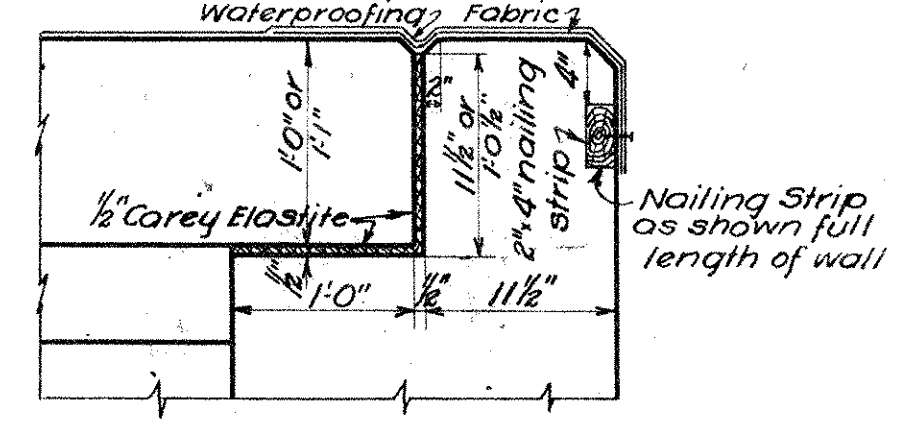 Waterproofing Fabric
1'-0" or
1'-1"
2"
11½" or
1'-0½"
2"x4" nailing
strip
4"
½" Carey Elastite
Nailing Strip
as shown full
length of wall
½"
1'-0"
½"
11½"